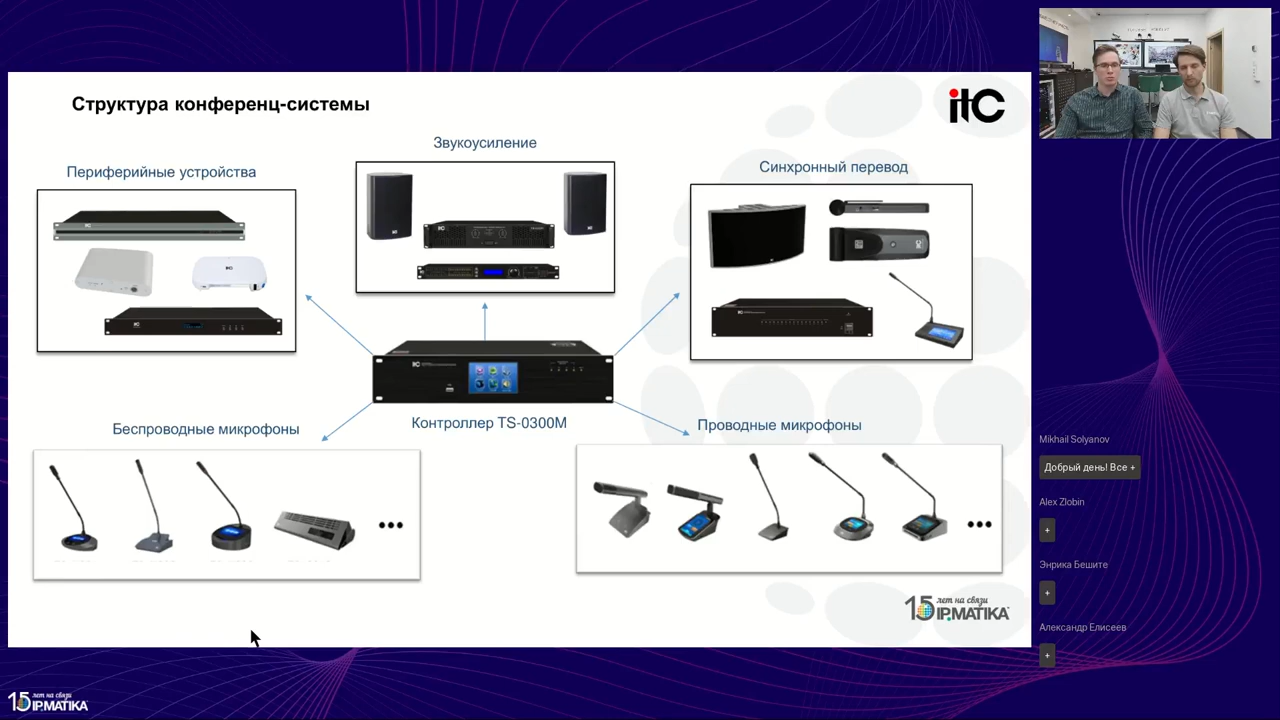 Структура конференц-системы
itC
Звукоусиление
Периферийные устройства
Синхронный перевод
Беспроводные микрофоны
Контроллер TS-0300M
Проводные микрофоны
15 лет на связи
IP.MATIKA
Mikhail Solyanov
Добрый день! Все +
Alex Zlobin
+
Энрика Бешите
+
Александр Елисеев
+
15 лет на связи
IP.MATIKA